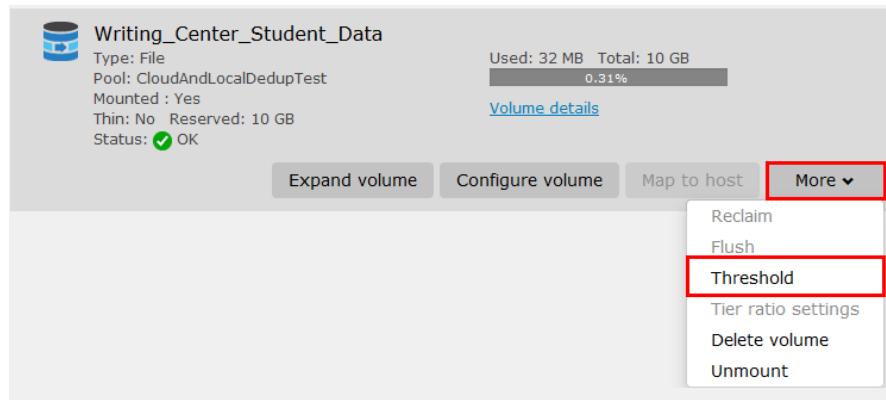 Writing_Center_Student_Data
Type: File
Pool: CloudAndLocalDedupTest
Mounted : Yes
Thin: No Reserved: 10 GB
Status: OK
Used: 32 MB Total: 10 GB
0.31%
Volume details
Expand volume
Configure volume
Map to host
More
Reclaim
Flush
Threshold
Tier ratio settings
Delete volume
Unmount